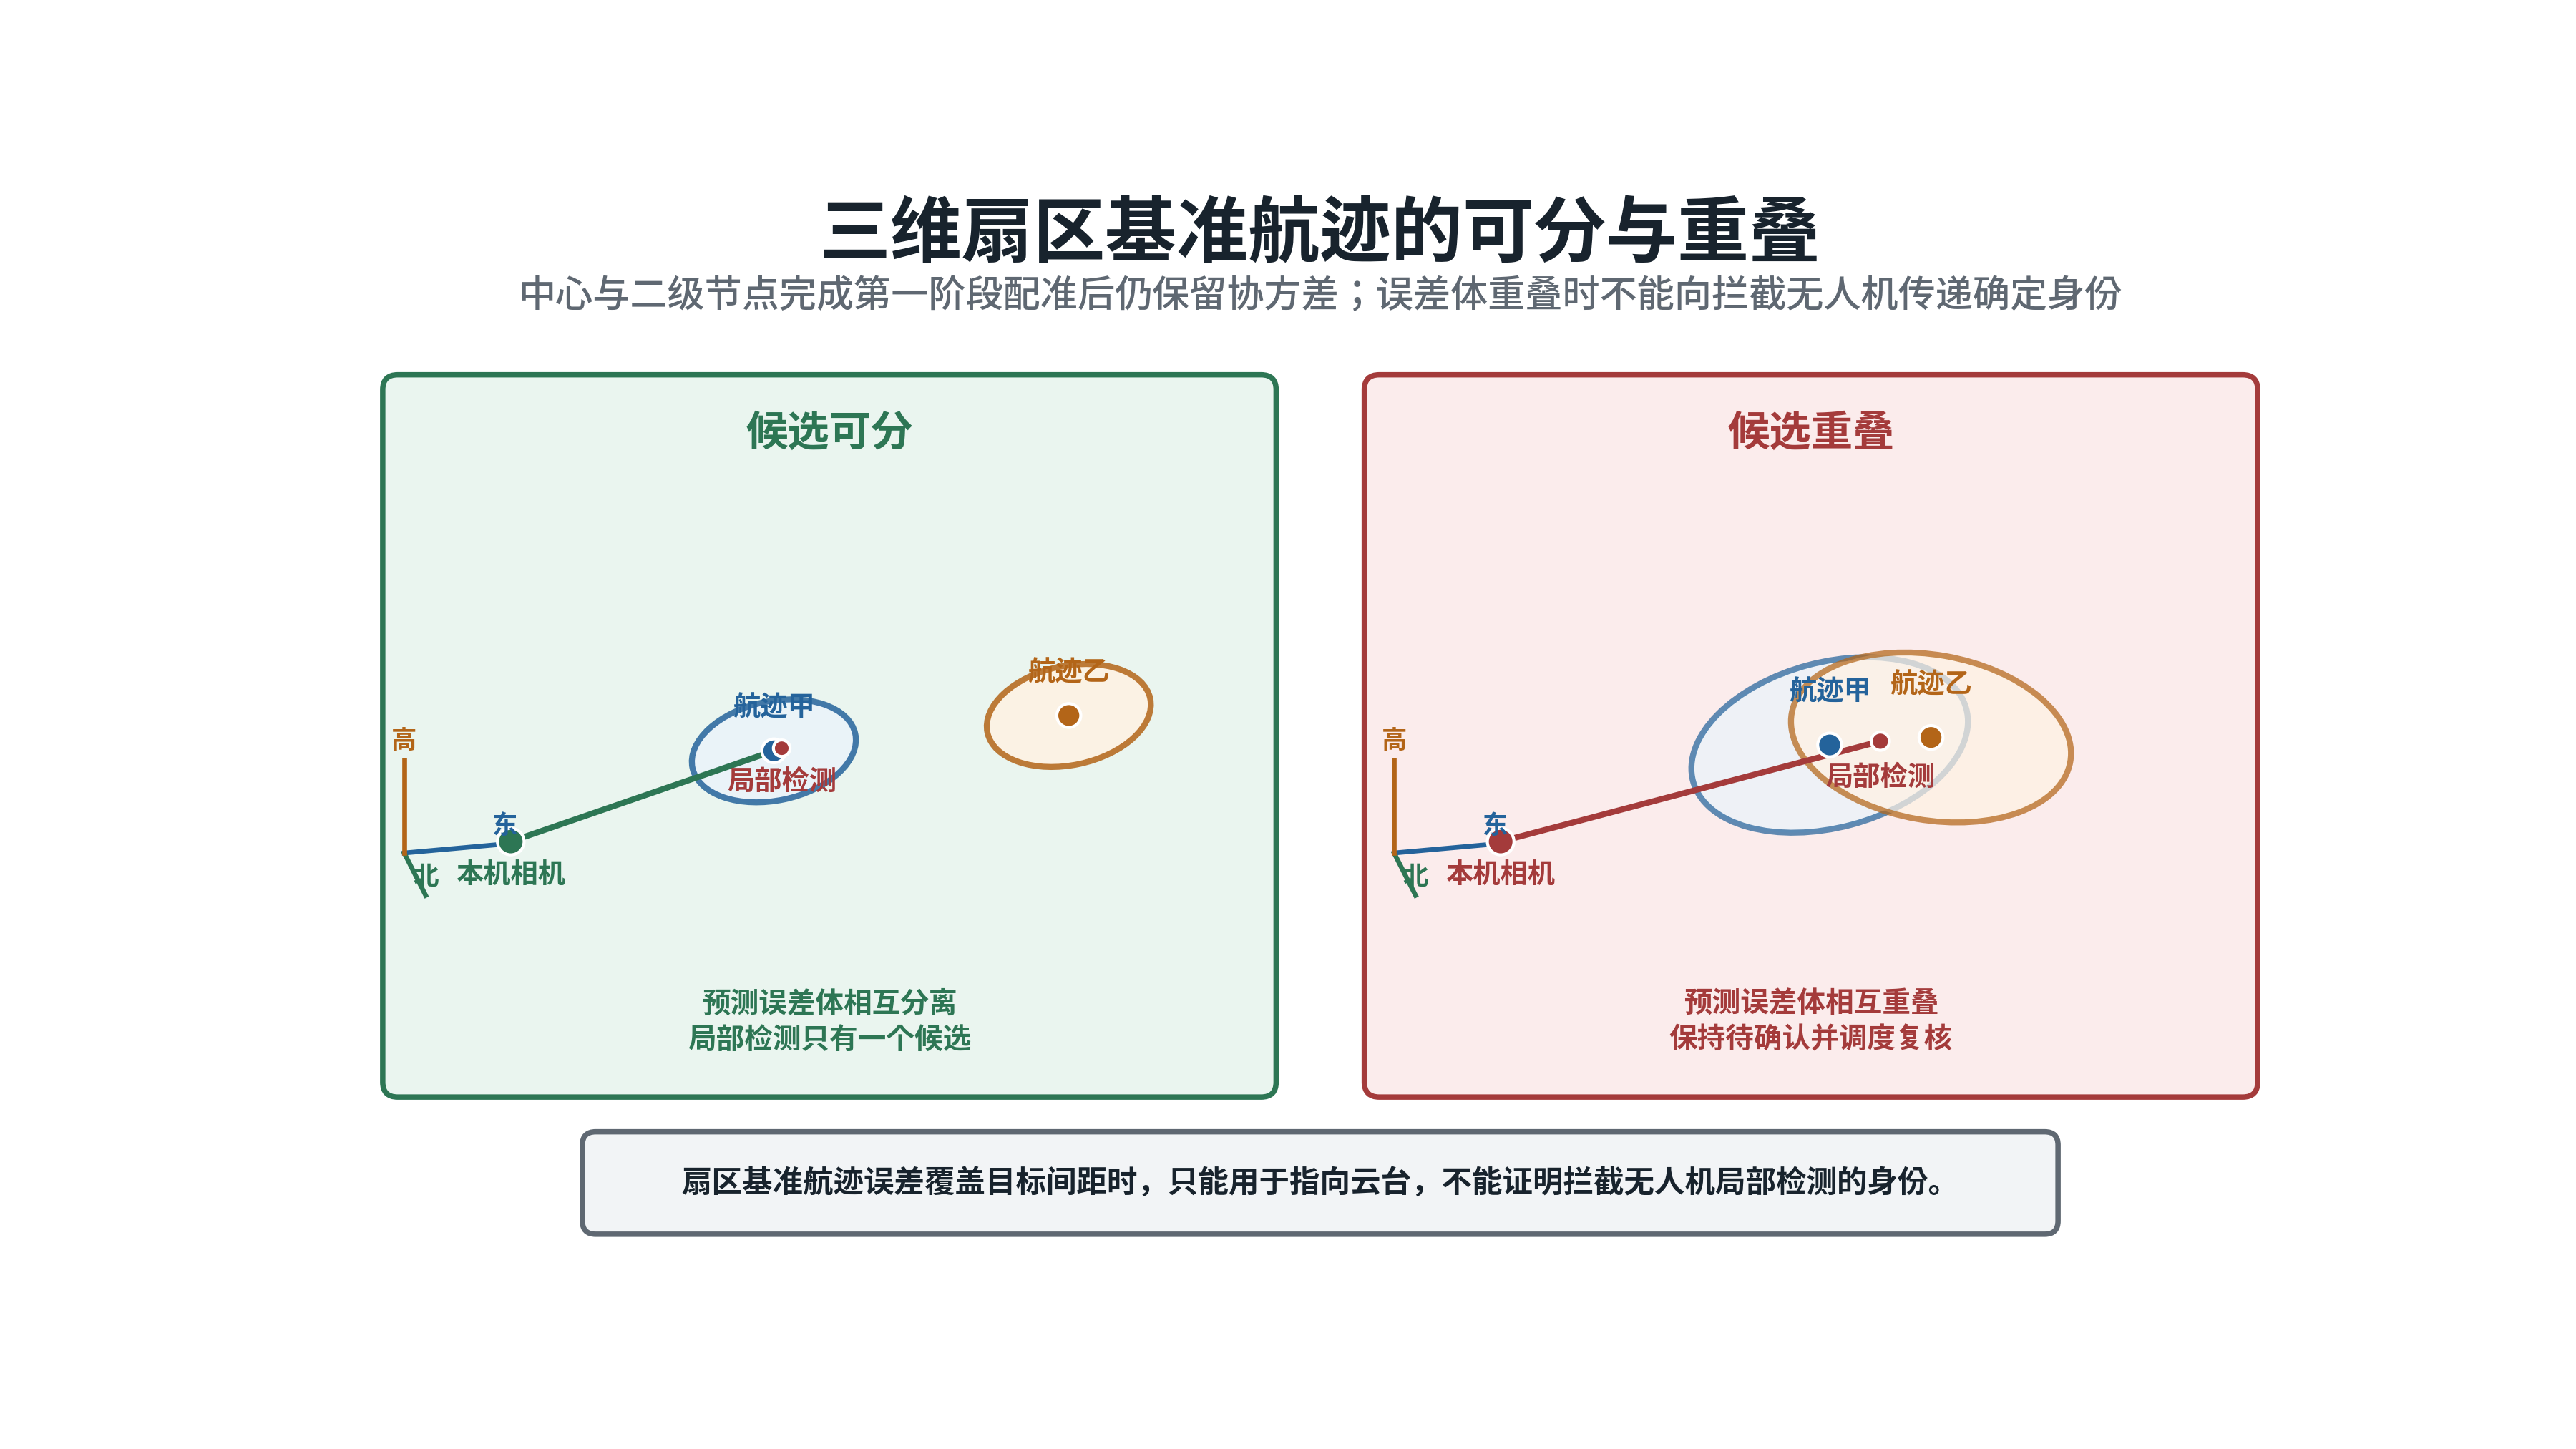 三维扇区基准航迹的可分与重叠
中心与二级节点完成第一阶段配准后仍保留协方差；误差体重叠时不能向拦截无人机传递确定身份
候选可分
航迹乙
航迹甲
高
局部检测
东
北
本机相机
预测误差体相互分离
局部检测只有一个候选
候选重叠
航迹甲
航迹乙
高
局部检测
东
北
本机相机
预测误差体相互重叠
保持待确认并调度复核
扇区基准航迹误差覆盖目标间距时，只能用于指向云台，不能证明拦截无人机局部检测的身份。